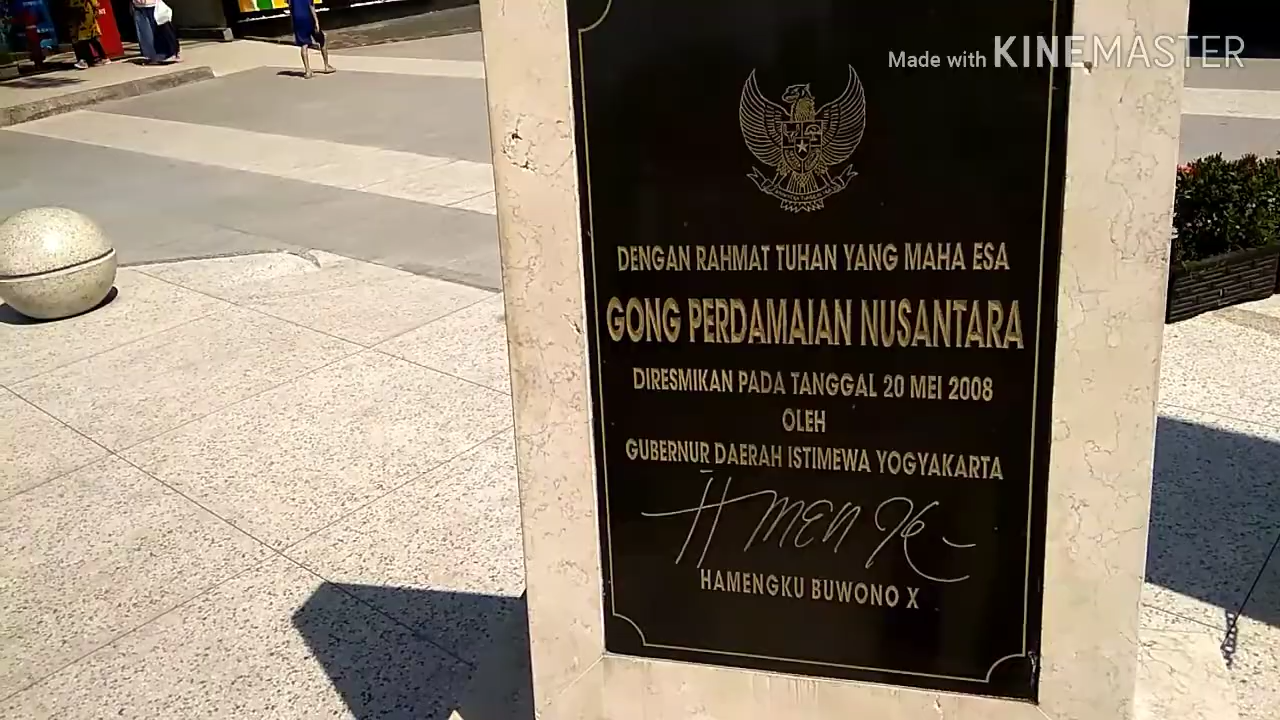 Made with KINEMASTER
DENGAN RAHMAT TUHAN YANG MAHA ESA
GONG PERDAMAIAN NUSANTARA
DIRESMIKAN PADA TANGGAL 20 MEI 2008
OLEH
GUBERNUR DAERAH ISTIMEWA YOGYAKARTA
HAMENGKU BUWONO X